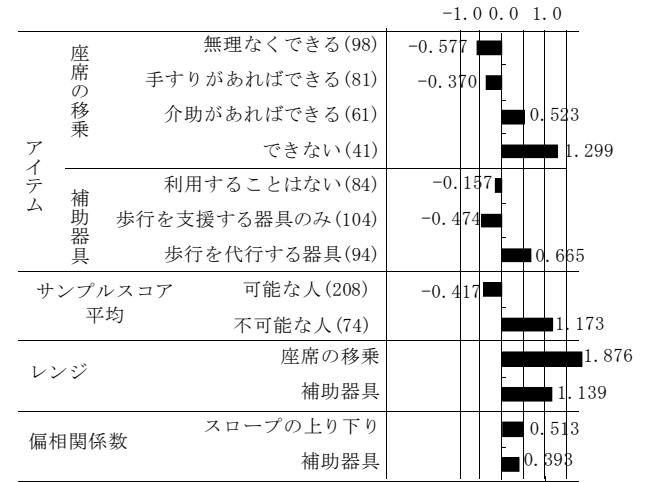 -1.0 0.0 1.0
アイテム
座席の移乗
無理なくできる(98) -0.577
手すりがあればできる(81) -0.370
介助があればできる(61) 0.523
できない(41) 1.299
補助器具
利用することはない(84) -0.157
歩行を支援する器具のみ(104) -0.474
歩行を代行する器具(94) 0.665
サンプルスコア
平均
可能な人(208) -0.417
不可能な人(74) 1.173
レンジ
座席の移乗 1.876
補助器具 1.139
偏相関係数
スロープの上り下り 0.513
補助器具 0.393